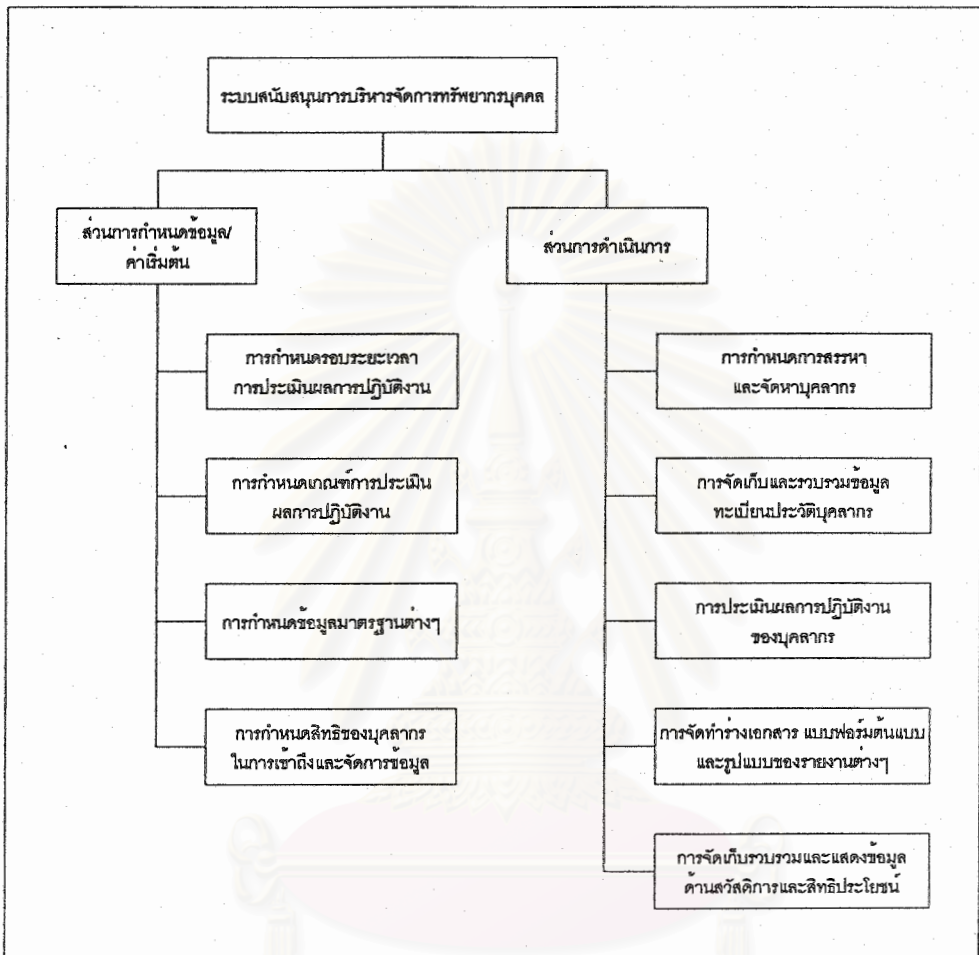 ระบบสนับสนุนการบริหารจัดการทรัพยากรบุคคล
ส่วนการกำหนดข้อมูล/
ค่าเริ่มต้น
การกำหนดรอบระยะเวลา
การประเมินผลการปฏิบัติงาน
การกำหนดเกณฑ์การประเมิน
ผลการปฏิบัติงาน
การกำหนดข้อมูลมาตรฐานต่างๆ
การกำหนดสิทธิของบุคลากร
ในการเข้าถึงและจัดการข้อมูล
ส่วนการดำเนินการ
การกำหนดการสรรหา
และจัดหาบุคลากร
การจัดเก็บและรวบรวมข้อมูล
ทะเบียนประวัติบุคลากร
การประเมินผลการปฏิบัติงาน
ของบุคลากร
การจัดทำร่างเอกสาร แบบฟอร์มต้นแบบ
และรูปแบบของรายงานต่างๆ
การจัดเก็บรวบรวมและแสดงข้อมูล
ด้านสวัสดิการและสิทธิประโยชน์